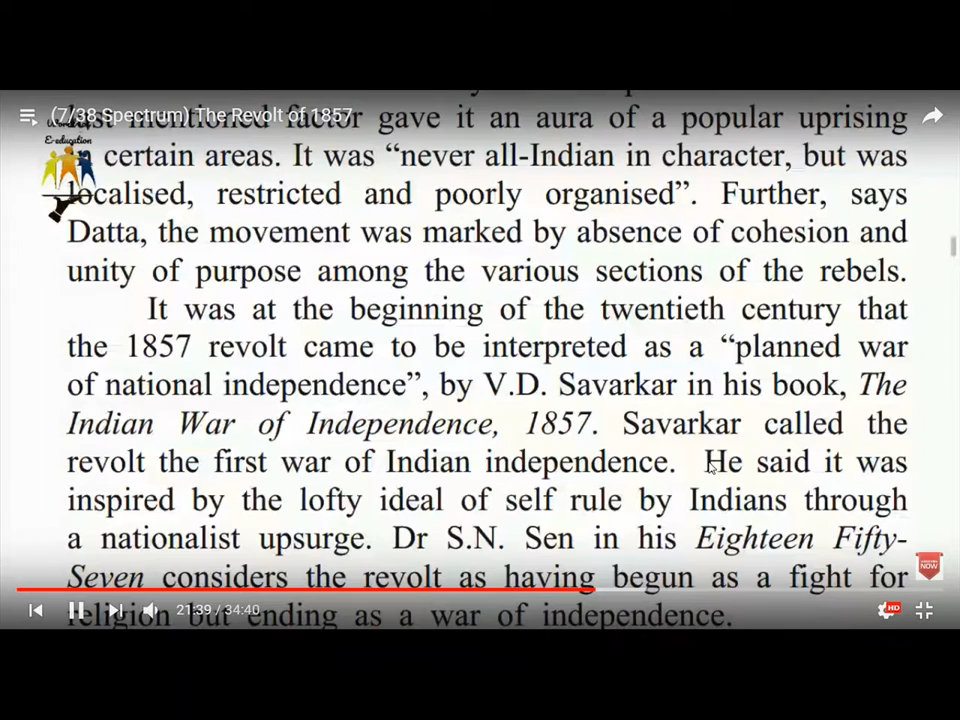 (7/38 Spectrum) The Revolt of 1857
last mentioned factor gave it an aura of a popular uprising
E-education
in certain areas. It was “never all-Indian in character, but was
localised, restricted and poorly organised”. Further, says
Datta, the movement was marked by absence of cohesion and
unity of purpose among the various sections of the rebels.
It was at the beginning of the twentieth century that
the 1857 revolt came to be interpreted as a “planned war
of national independence”, by V.D. Savarkar in his book, The
Indian War of Independence, 1857. Savarkar called the
revolt the first war of Indian independence. He said it was
inspired by the lofty ideal of self rule by Indians through
a nationalist upsurge. Dr S.N. Sen in his Eighteen Fifty-
Seven considers the revolt as having begun as a fight for
religion but ending as a war of independence.
21:39 / 34:40
HD